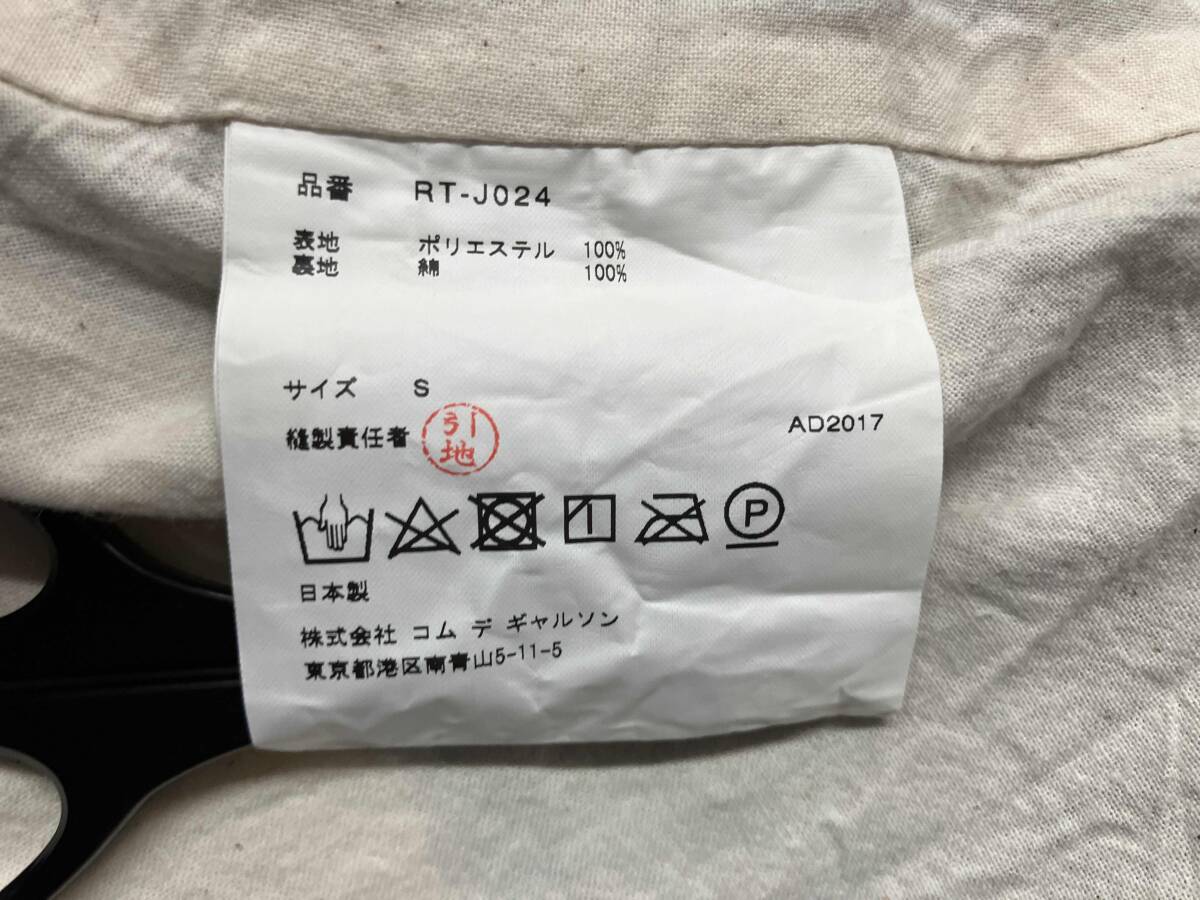 品番 RT-J024
表地 ポリエステル 100%
裏地 綿 100%
サイズ S
縫製責任者 引地
AD2017
P
日本製
株式会社 コム デ ギャルソン
東京都港区南青山5-11-5